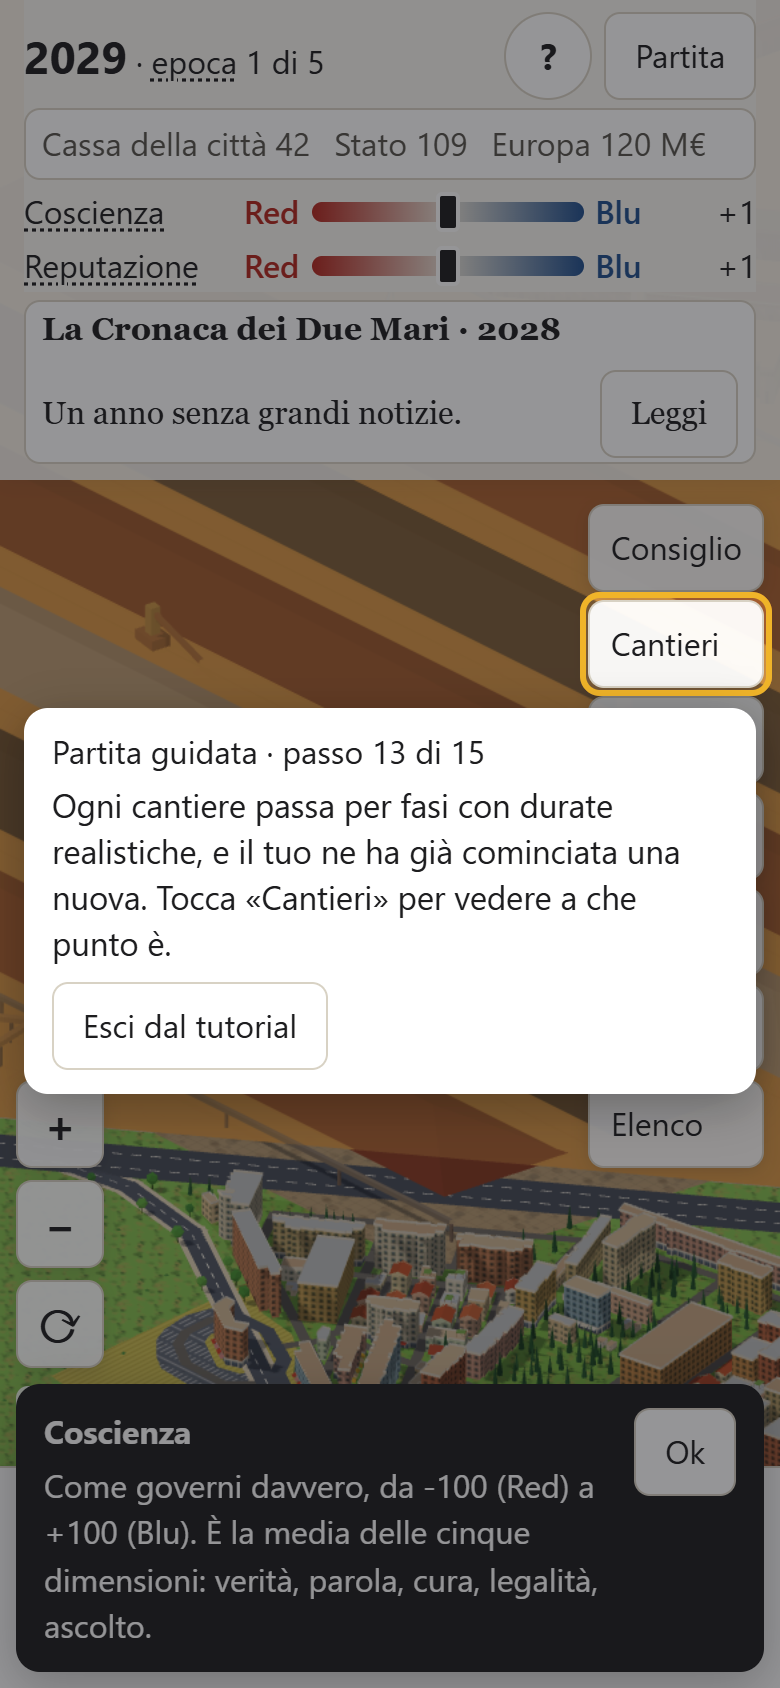 2029 · epoca 1 di 5
?
Partita
Cassa della città 42 Stato 109 Europa 120 M€
Coscienza Red Blu +1
Reputazione Red Blu +1
La Cronaca dei Due Mari · 2028
Un anno senza grandi notizie.
Leggi
Consiglio
Cantieri
Partita guidata · passo 13 di 15
Ogni cantiere passa per fasi con durate
realistiche, e il tuo ne ha già cominciata una
nuova. Tocca «Cantieri» per vedere a che
punto è.
Esci dal tutorial
+
Elenco
−
Coscienza
Ok
Come governi davvero, da -100 (Red) a
+100 (Blu). È la media delle cinque
dimensioni: verità, parola, cura, legalità,
ascolto.